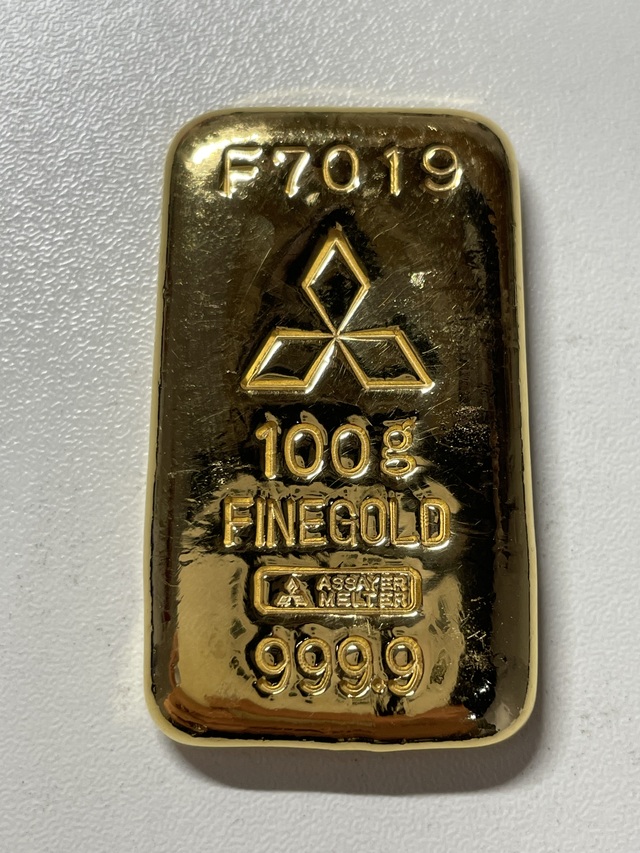 F7019
100g
FINEGOLD
ASSAYER
MELTER
999.9